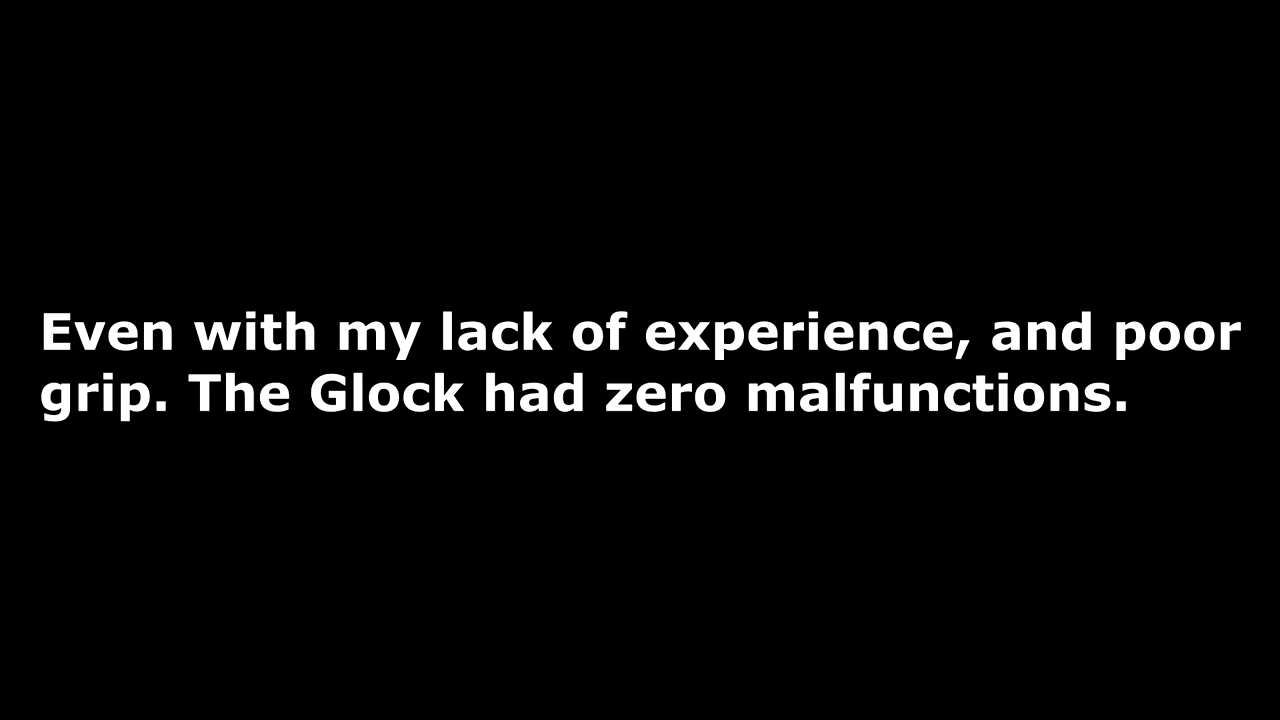 Even with my lack of experience, and poor
grip. The Glock had zero malfunctions.